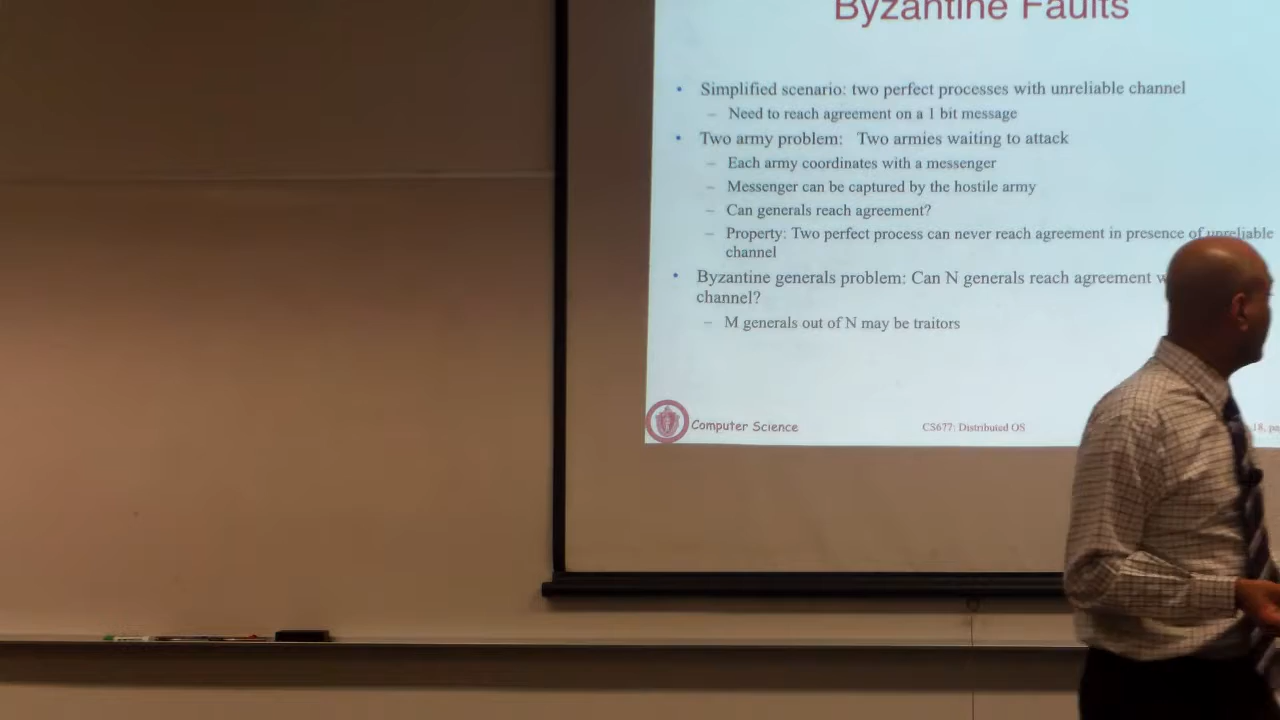 Byzantine Faults
• Simplified scenario: two perfect processes with unreliable channel
– Need to reach agreement on a 1 bit message
• Two army problem: Two armies waiting to attack
– Each army coordinates with a messenger
– Messenger can be captured by the hostile army
– Can generals reach agreement?
– Property: Two perfect process can never reach agreement in presence of unreliable
channel
• Byzantine generals problem: Can N generals reach agreement
channel?
– M generals out of N may be traitors
Computer Science
CS677: Distributed OS
18,